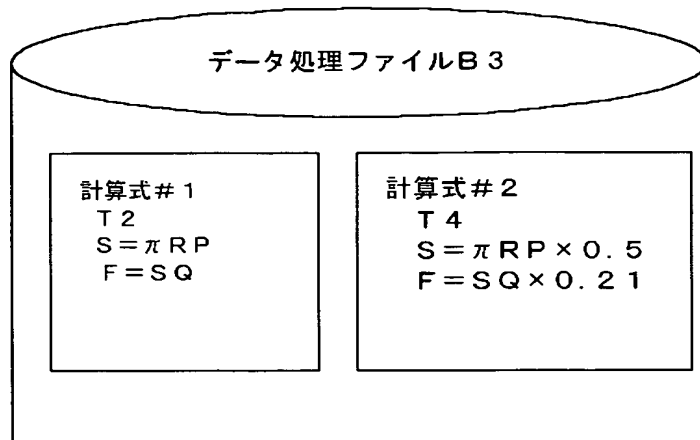 データ処理ファイルB3
計算式#1
T2
S=πRP
F=SQ
計算式#2
T4
S=πRP×0.5
F=SQ×0.21